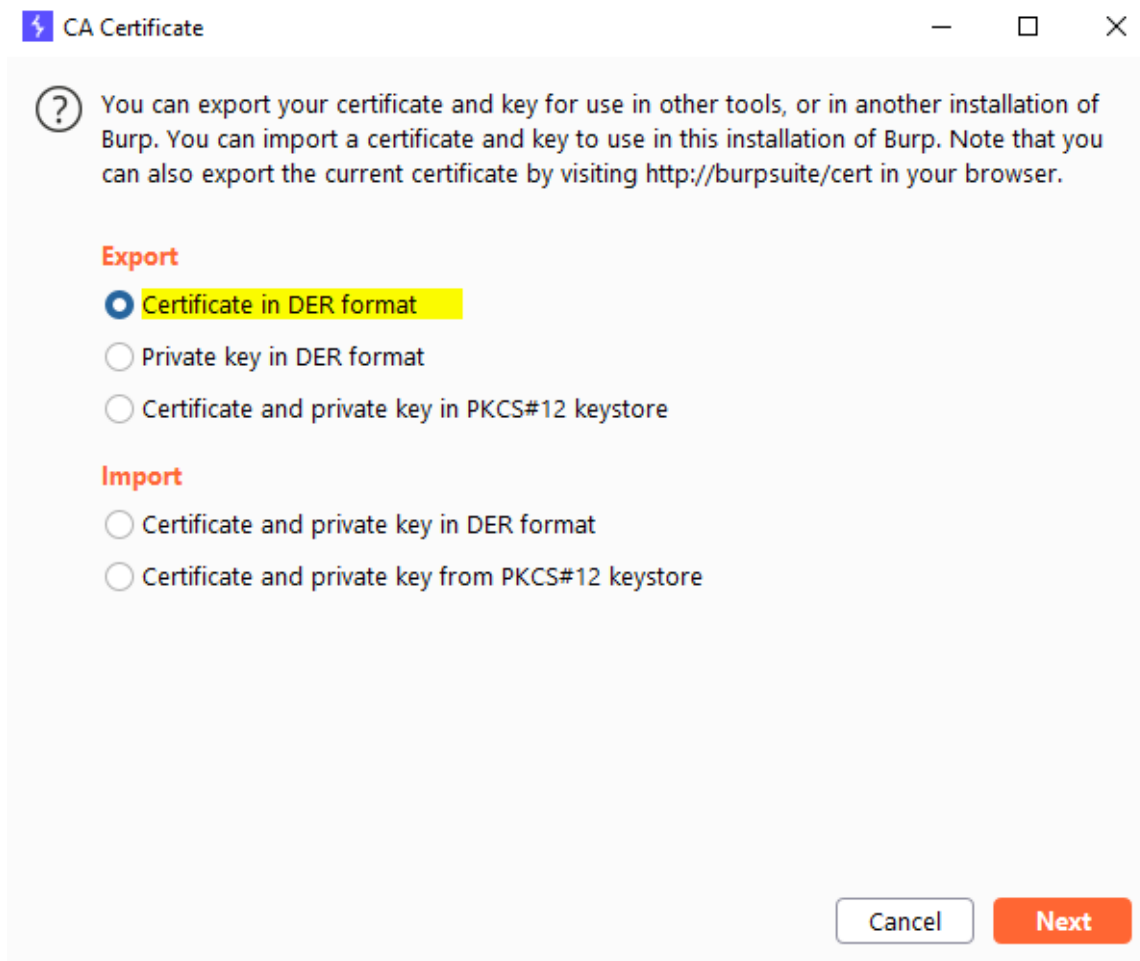 CA Certificate
You can export your certificate and key for use in other tools, or in another installation of
Burp. You can import a certificate and key to use in this installation of Burp. Note that you
can also export the current certificate by visiting http://burpsuite/cert in your browser.
Export
Certificate in DER format
Private key in DER format
Certificate and private key in PKCS#12 keystore
Import
Certificate and private key in DER format
Certificate and private key from PKCS#12 keystore
Cancel Next